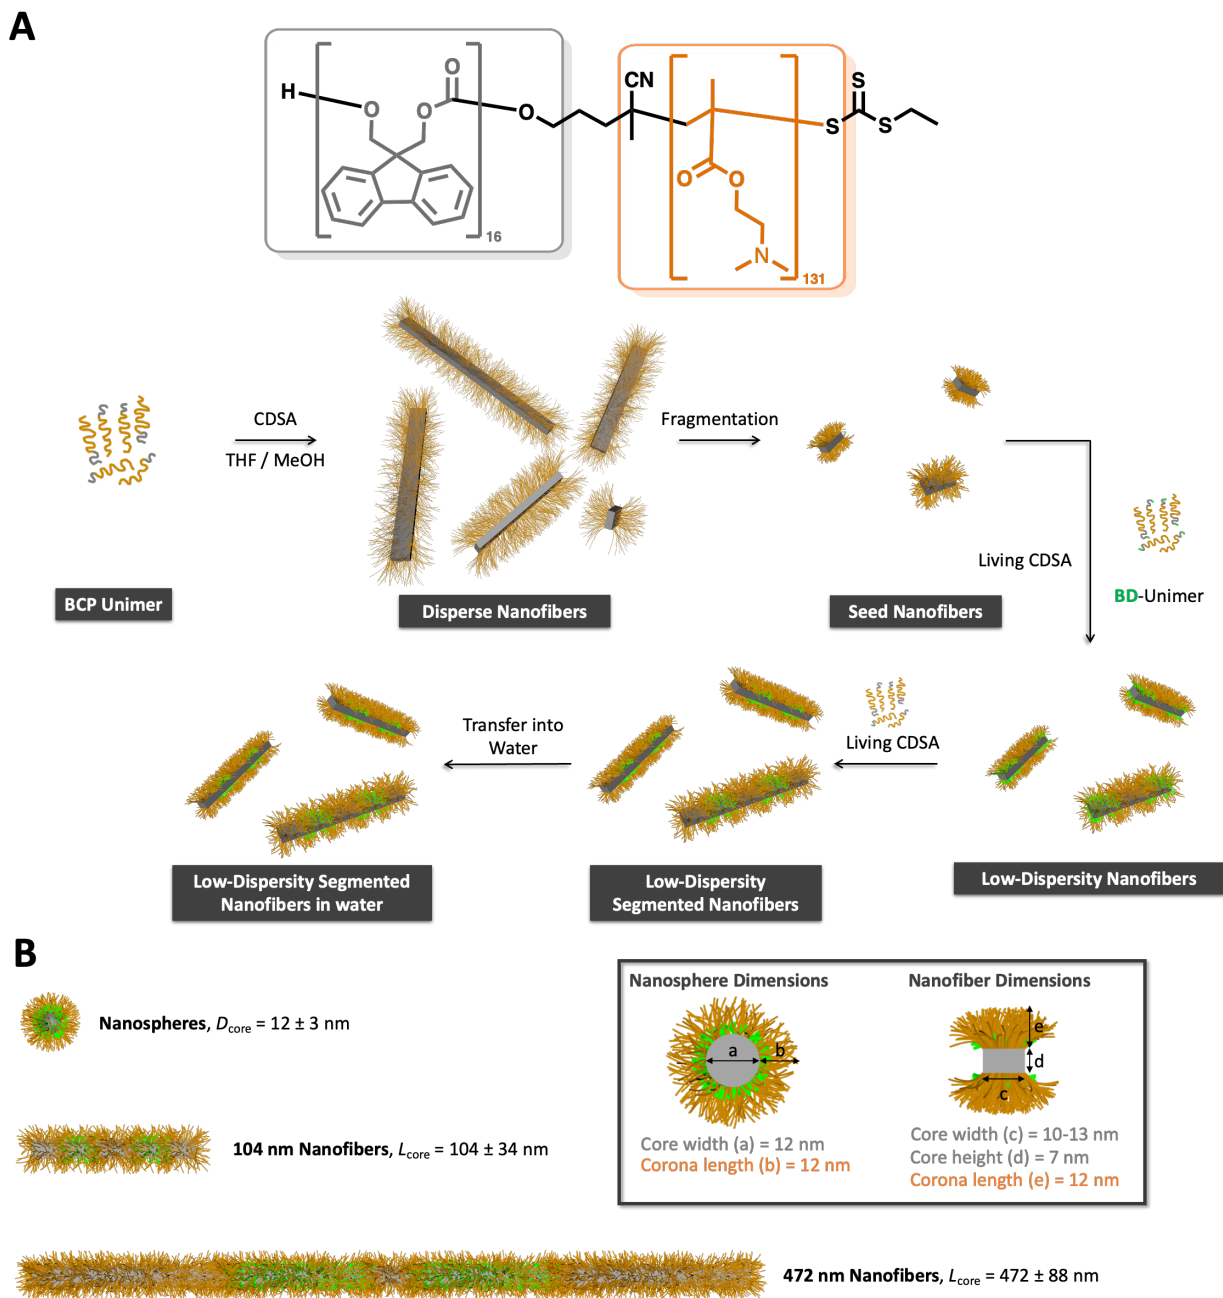 A
H
O
O
O
O
CN
S
S
S
O
O
N
16
131
CDSA
THF / MeOH
Fragmentation
Living CDSA
BD-Unimer
BCP Unimer
Disperse Nanofibers
Seed Nanofibers
Transfer into
Water
Living CDSA
Low-Dispersity Segmented
Nanofibers in water
Low-Dispersity
Segmented Nanofibers
Low-Dispersity Nanofibers
B
Nanospheres, Dcore = 12 ± 3 nm
104 nm Nanofibers, Lcore = 104 ± 34 nm
472 nm Nanofibers, Lcore = 472 ± 88 nm
Nanosphere Dimensions
a
b
Core width (a) = 12 nm
Corona length (b) = 12 nm
Nanofiber Dimensions
e
d
c
Core width (c) = 10-13 nm
Core height (d) = 7 nm
Corona length (e) = 12 nm